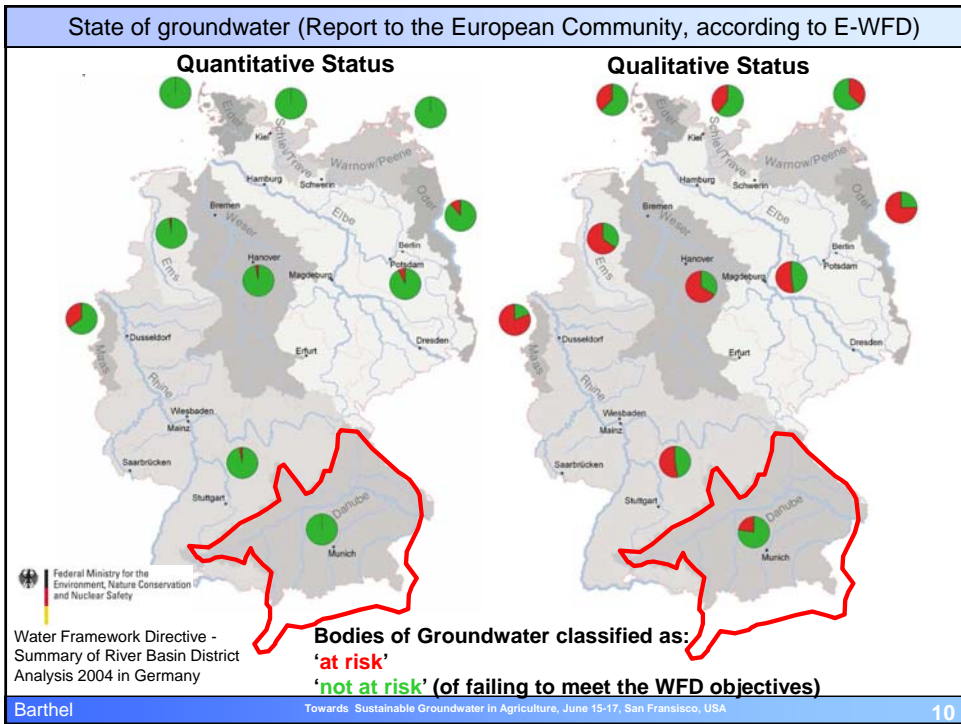 State of groundwater (Report to the European Community, according to E-WFD)
Quantitative Status
Eider
Kiel
Schlei/Trave
Warnow/Peene
Hamburg
Schwerin
Oder
Bremen
Elbe
Weser
Ems
Berlin
Hanover
Potsdam
Magdeburg
Dusseldorf
Maas
Dresden
Erfurt
Rhine
Wiesbaden
Mainz
Saarbrücken
Stuttgart
Danube
Munich
Qualitative Status
Eider
Kiel
Schlei/Trave
Warnow/Peene
Hamburg
Schwerin
Oder
Bremen
Elbe
Weser
Ems
Berlin
Hanover
Potsdam
Magdeburg
Dusseldorf
Maas
Dresden
Erfurt
Rhine
Wiesbaden
Mainz
Saarbrücken
Stuttgart
Danube
Munich
Federal Ministry for the
Environment, Nature Conservation
and Nuclear Safety
Water Framework Directive -
Summary of River Basin District
Analysis 2004 in Germany
Bodies of Groundwater classified as:
'at risk'
'not at risk' (of failing to meet the WFD objectives)
Barthel
Towards Sustainable Groundwater in Agriculture, June 15-17, San Fransisco, USA
10